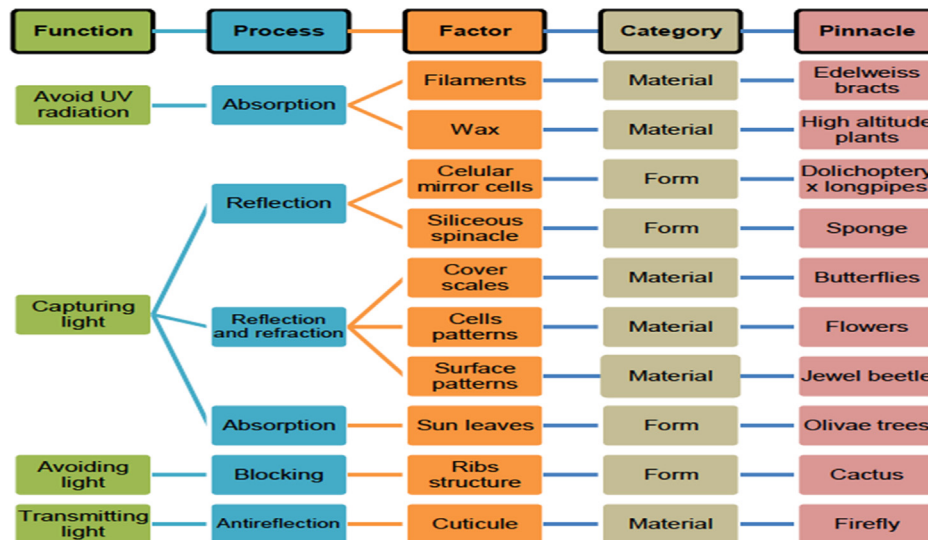 Function Process Factor Category Pinnacle
Avoid UV
radiation
Absorption
Filaments Material Edelweiss
bracts
Wax Material High altitude
plants
Capturing
light
Reflection
Celular
mirror cells
Form
Dolichoptery
x longpipes
Siliceous
spinacle
Form
Sponge
Reflection
and refraction
Cover
scales
Material
Butterflies
Cells
patterns
Material
Flowers
Surface
patterns
Material
Jewel beetle
Absorption
Sun leaves
Form
Olivae trees
Avoiding
light
Blocking
Ribs
structure
Form
Cactus
Transmitting
light
Antireflection
Cuticule
Material
Firefly